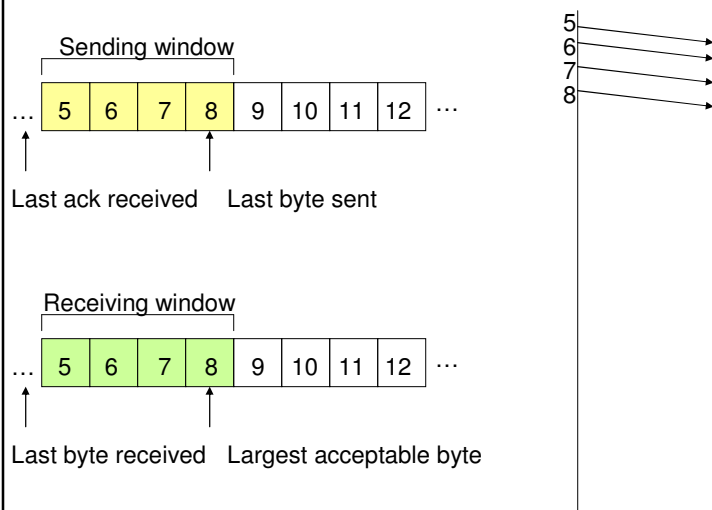 Sending window
… 5 6 7 8 9 10 11 12 …
Last ack received Last byte sent
Receiving window
… 5 6 7 8 9 10 11 12 …
Last byte received Largest acceptable byte
5
6
7
8